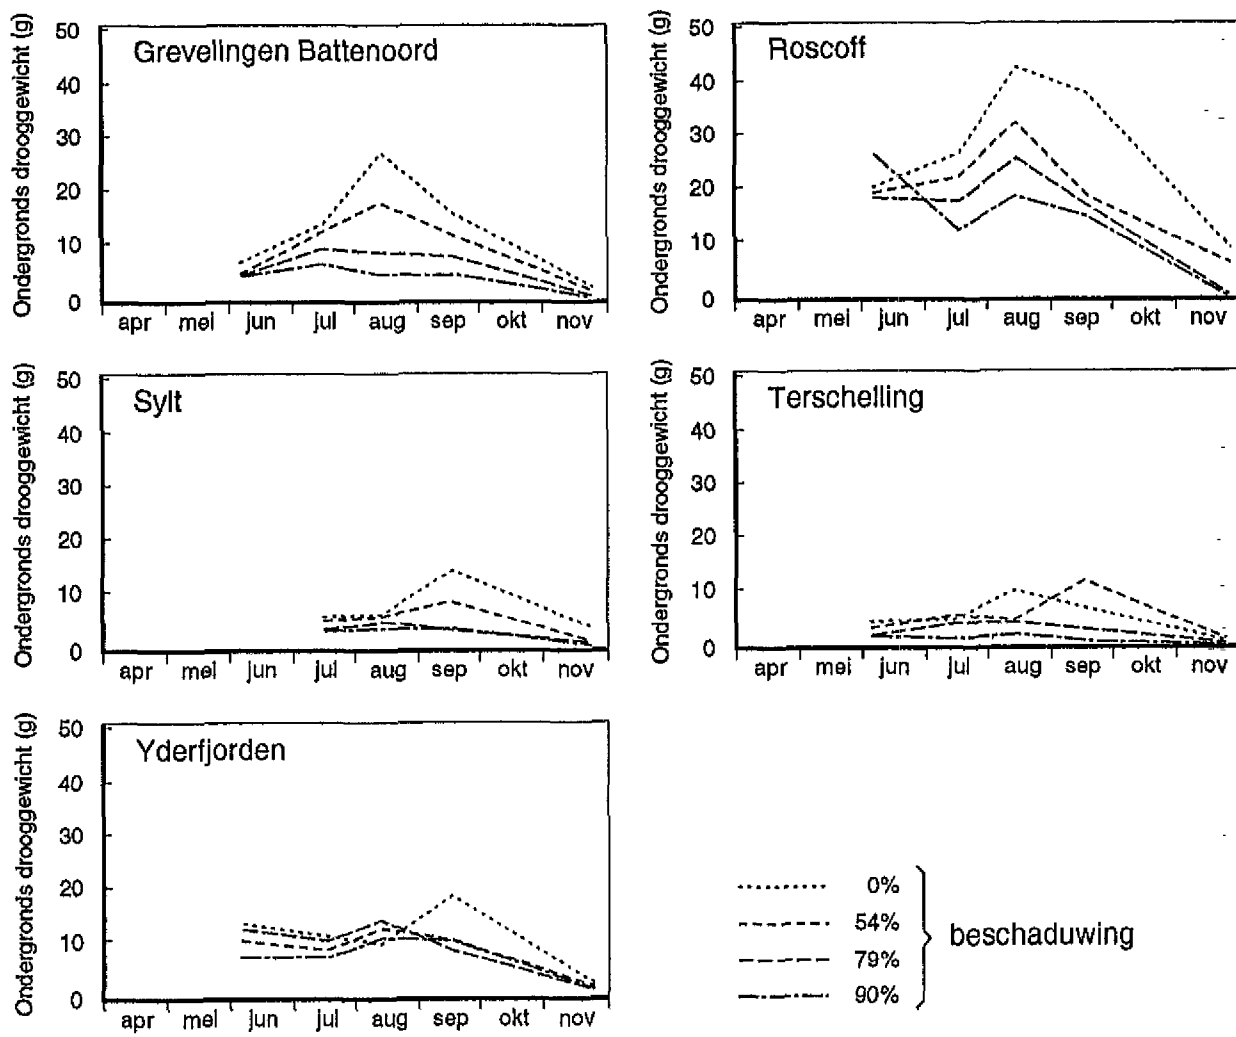 Grevelingen Battenoord
Ondergronds drooggewicht (g)
50
40
30
20
10
0
apr mei jun jul aug sep okt nov
Roscoff
Ondergronds drooggewicht (g)
50
40
30
20
10
0
apr mei jun jul aug sep okt nov
Sylt
Ondergronds drooggewicht (g)
50
40
30
20
10
0
apr mei jun jul aug sep okt nov
Terschelling
Ondergronds drooggewicht (g)
50
40
30
20
10
0
apr mei jun jul aug sep okt nov
Yderfjorden
Ondergronds drooggewicht (g)
50
40
30
20
10
0
apr mei jun jul aug sep okt nov
0%
54%
79%
90%
beschaduwing